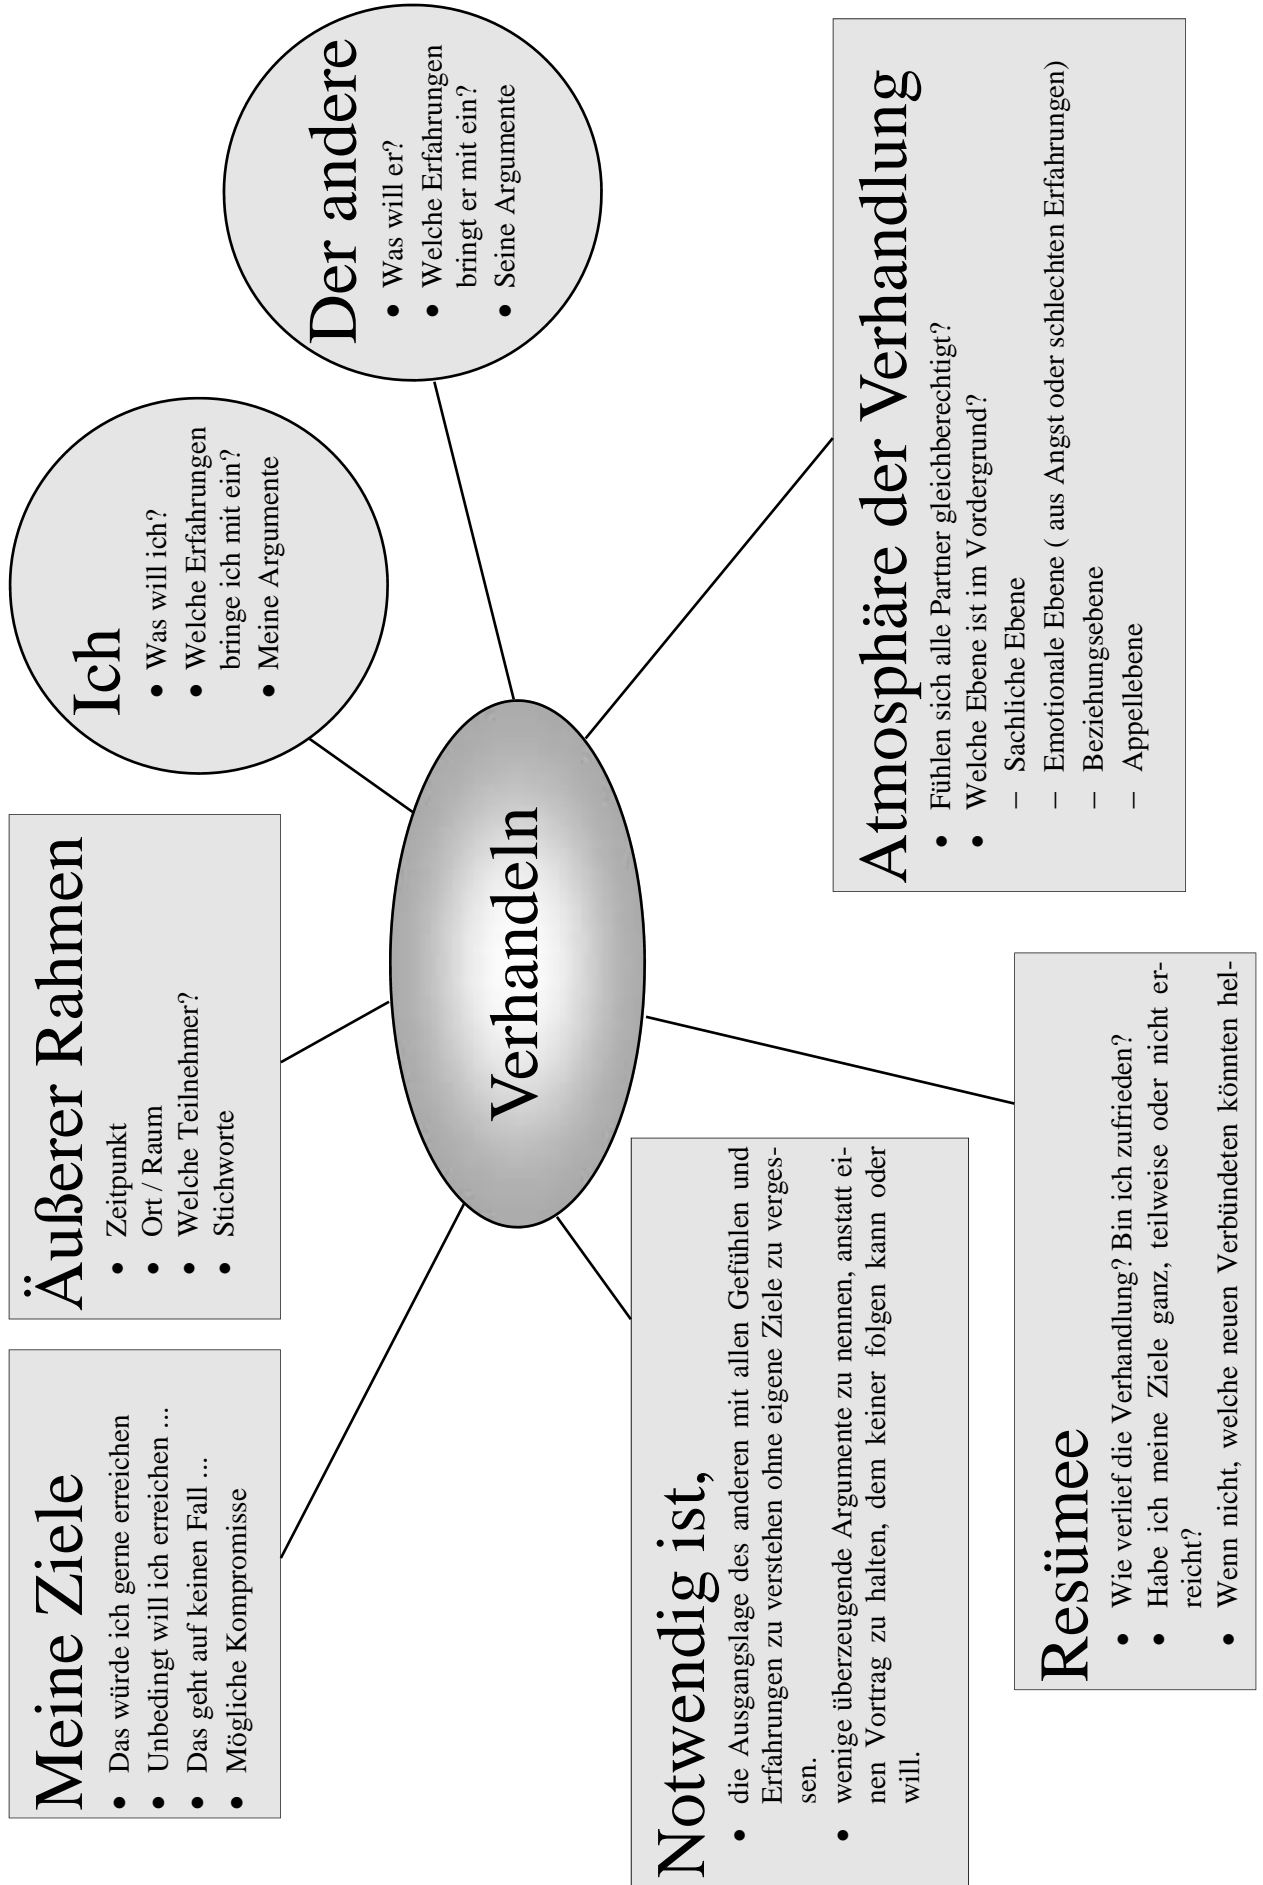 Meine Ziele
• Das würde ich gerne erreichen
• Unbedingt will ich erreichen ...
• Das geht auf keinen Fall ...
• Mögliche Kompromisse
Äußerer Rahmen
• Zeitpunkt
• Ort / Raum
• Welche Teilnehmer?
• Stichworte
Ich
• Was will ich?
• Welche Erfahrungen
bringe ich mit ein?
• Meine Argumente
Der andere
• Was will er?
• Welche Erfahrungen
bringt er mit ein?
• Seine Argumente
Verhandeln
Notwendig ist,
• die Ausgangslage des anderen mit allen Gefühlen und
Erfahrungen zu verstehen ohne eigene Ziele zu verges-
sen.
• wenige überzeugende Argumente zu nennen, anstatt ei-
nen Vortrag zu halten, dem keiner folgen kann oder
will.
Resümee
• Wie verlief die Verhandlung? Bin ich zufrieden?
• Habe ich meine Ziele ganz, teilweise oder nicht er-
reicht?
• Wenn nicht, welche neuen Verbündeten könnten hel-
Atmosphäre der Verhandlung
• Fühlen sich alle Partner gleichberechtigt?
• Welche Ebene ist im Vordergrund?
– Sachliche Ebene
– Emotionale Ebene ( aus Angst oder schlechten Erfahrungen)
– Beziehungsebene
– Appellebene